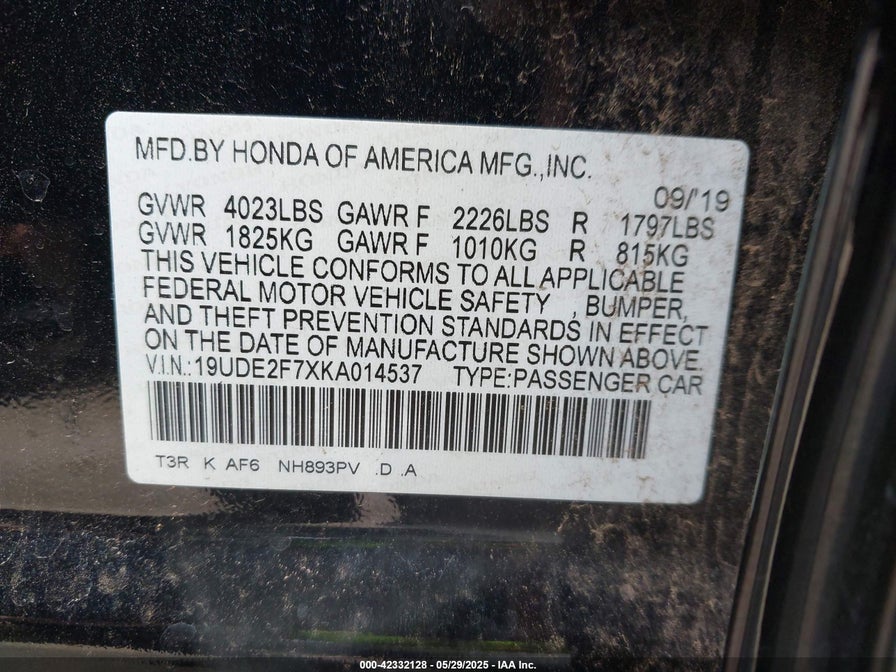 MFD.BY HONDA OF AMERICA MFG.,INC.
09/'19
GVWR 4023LBS GAWR F 2226LBS R 1797LBS
GVWR 1825KG GAWR F 1010KG R 815KG
THIS VEHICLE CONFORMS TO ALL APPLICABLE
FEDERAL MOTOR VEHICLE SAFETY , BUMPER,
AND THEFT PREVENTION STANDARDS IN EFFECT
ON THE DATE OF MANUFACTURE SHOWN ABOVE.
V.I.N.:19UDE2F7XKA014537 TYPE:PASSENGER CAR
T3R K AF6 NH893PV .D .A
000-42332128 - 05/29/2025 - IAA Inc.